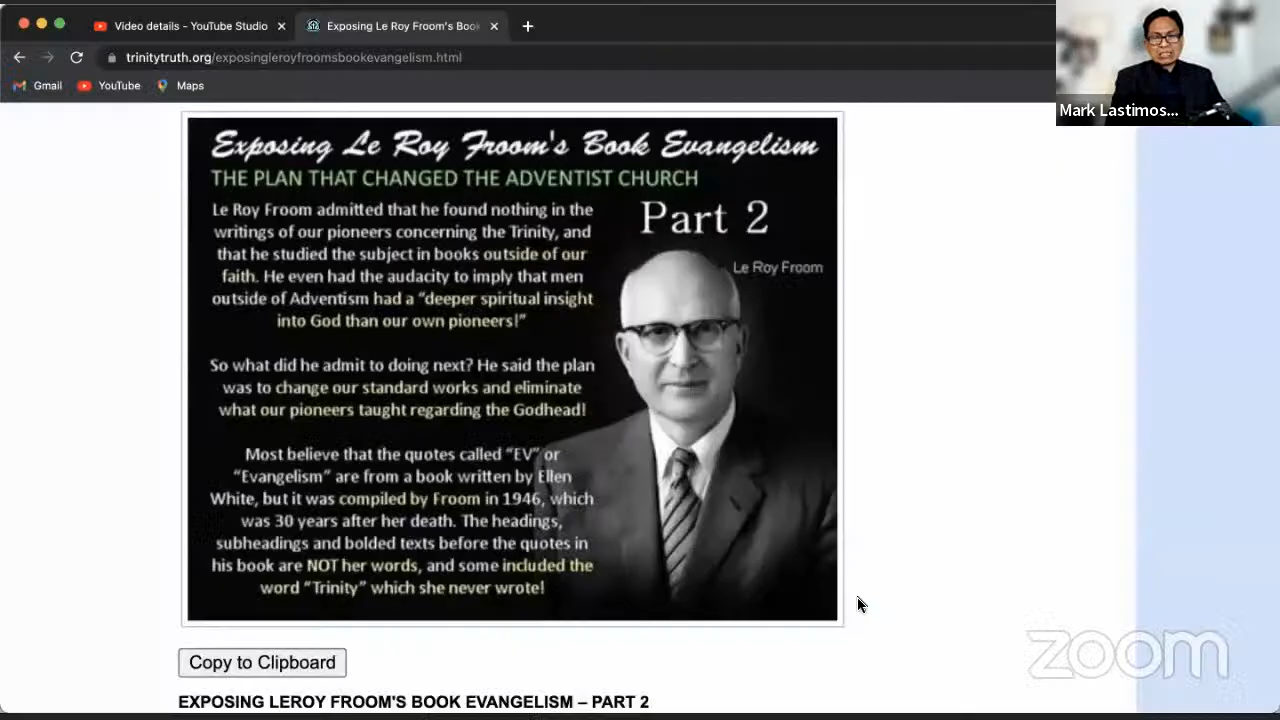 Video details - YouTube Studio
Exposing Le Roy Froom's Book
trinitytruth.org/exposingleroyfroomsbookevangelism.html
Gmail
YouTube
Maps
Mark Lastimos...
Exposing Le Roy Froom's Book Evangelism
THE PLAN THAT CHANGED THE ADVENTIST CHURCH
Part 2
Le Roy Froom
Le Roy Froom admitted that he found nothing in the
writings of our pioneers concerning the Trinity, and
that he studied the subject in books outside of our
faith. He even had the audacity to imply that men
outside of Adventism had a “deeper spiritual insight
into God than our own pioneers!”
So what did he admit to doing next? He said the plan
was to change our standard works and eliminate
what our pioneers taught regarding the Godhead!
Most believe that the quotes called “EV” or
“Evangelism” are from a book written by Ellen
White, but it was compiled by Froom in 1946, which
was 30 years after her death. The headings,
subheadings and bolded texts before the quotes in
his book are NOT her words, and some included the
word “Trinity” which she never wrote!
Copy to Clipboard
EXPOSING LEROY FROOM'S BOOK EVANGELISM – PART 2
zoom